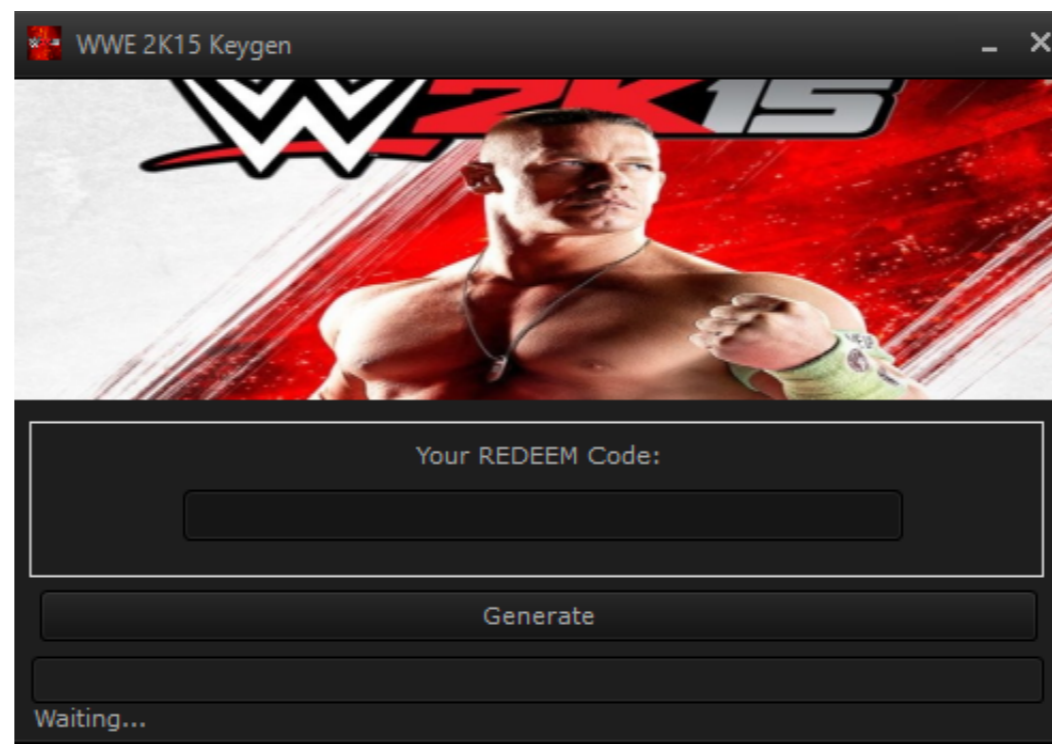 WWE 2K15 Keygen
W 2K15
Your REDEEM Code:
Generate
Waiting...